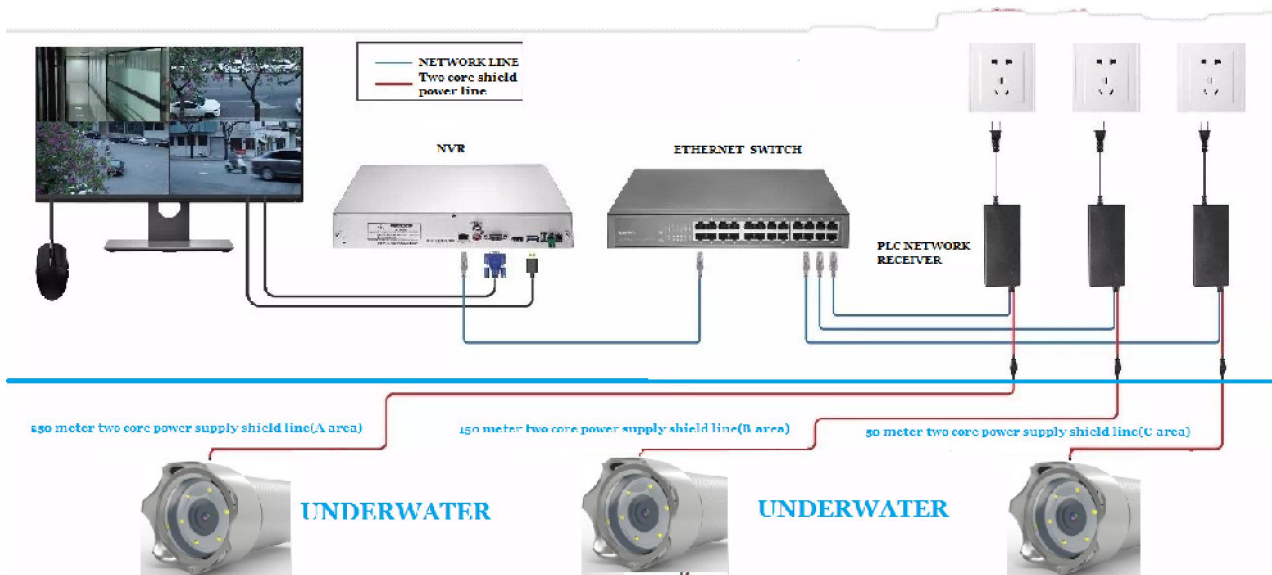 NETWORK LINE
Two core shield
power line
NVR
ETHERNET SWITCH
PLC NETWORK
RECEIVER
250 meter two core power supply shield line(A area)
150 meter two core power supply shield line(B area)
50 meter two core power supply shield line(C area)
UNDERWATER
UNDERWATER